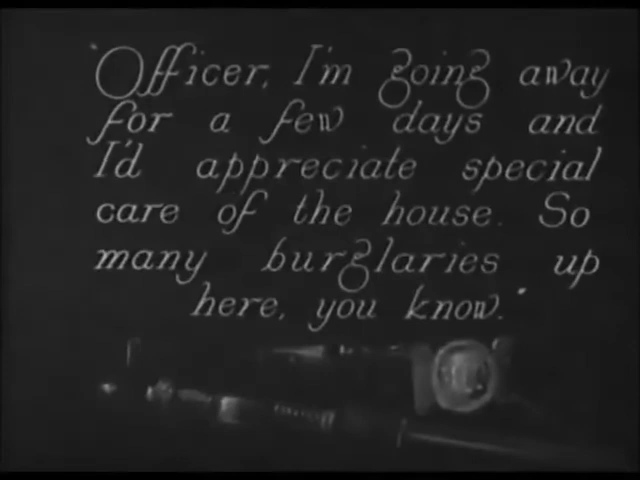 "Officer, I'm going away
for a few days and
I'd appreciate special
care of the house. So
many burglaries up
here, you know."